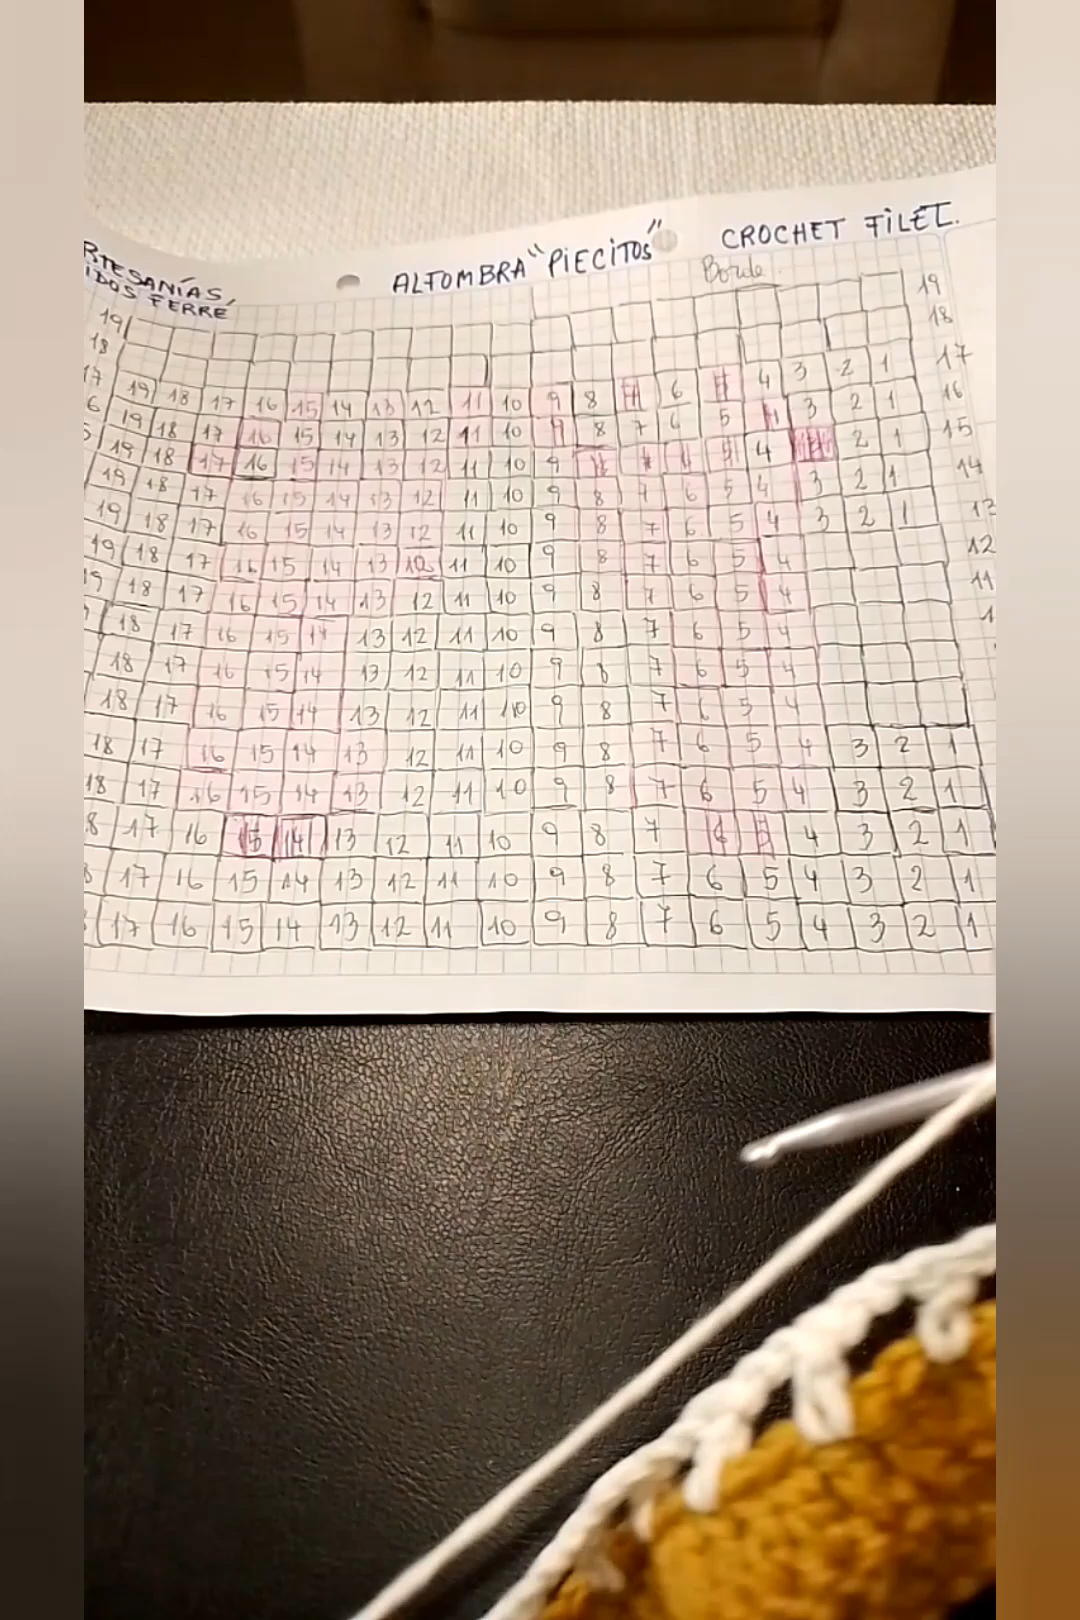 RTESANÍAS,
IDOS FERRE
ALFOMBRA "PIECITOS"
CROCHET FILET.
Borde
19 19
18 18
17 19 18 17 16 15 14 13 12 11 10 9 8 6 4 3 2 1 17
6 19 18 17 16 15 14 13 12 11 10 9 8 7 6 5 3 2 1 16
5 19 18 17 16 15 14 13 12 11 10 9 4 2 1 15
19 18 17 16 15 14 13 12 11 10 9 8 7 6 5 4 3 2 1 14
19 18 17 16 15 14 13 12 11 10 9 8 7 6 5 4 3 2 1 13
19 18 17 16 15 14 13 12 11 10 9 8 7 6 5 4 12
9 18 17 16 15 14 13 12 11 10 9 8 7 6 5 4 11
18 17 16 15 14 13 12 11 10 9 8 7 6 5 4 1
18 17 16 15 14 13 12 11 10 9 8 7 6 5 4
18 17 16 15 14 13 12 11 10 9 8 7 6 5 4
18 17 16 15 14 13 12 11 10 9 8 7 6 5 4 3 2 1
18 17 16 15 14 13 12 11 10 9 8 7 6 5 4 3 2 1
8 17 16 15 14 13 12 11 10 9 8 7 6 5 4 3 2 1
17 16 15 14 13 12 11 10 9 8 7 6 5 4 3 2 1
17 16 15 14 13 12 11 10 9 8 7 6 5 4 3 2 1